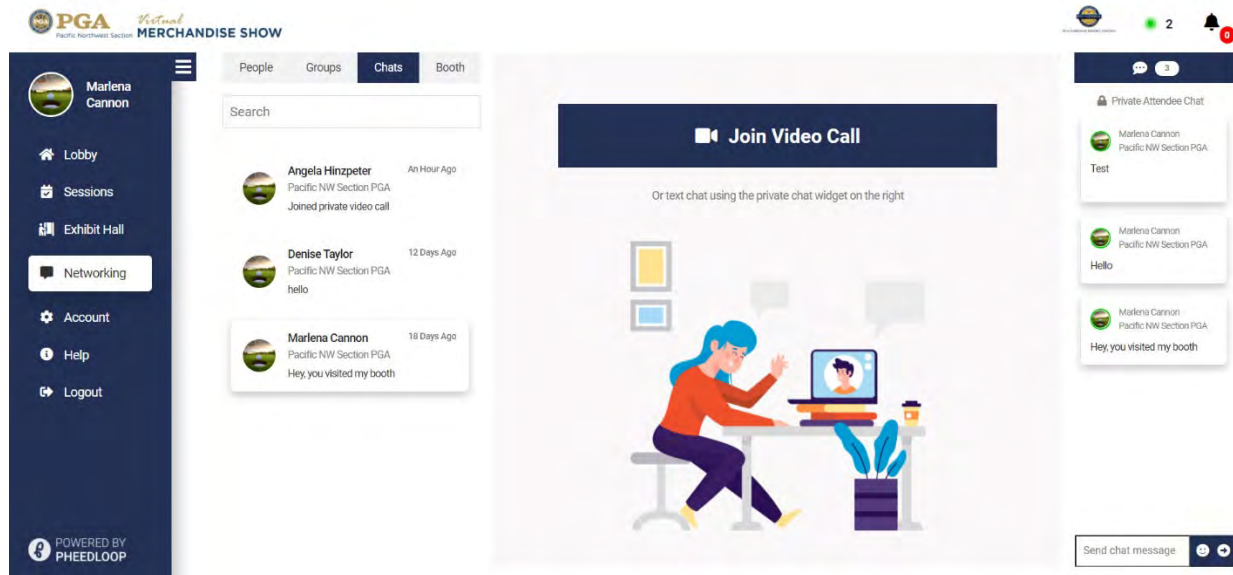 PGA
Pacific Northwest Section
Virtual
MERCHANDISE SHOW
2
0
Marlena
Cannon
Lobby
Sessions
Exhibit Hall
Networking
Account
Help
Logout
POWERED BY
PHEEDLOOP
People Groups Chats Booth
Search
Angela Hinzpeter An Hour Ago
Pacific NW Section PGA
Joined private video call
Denise Taylor 12 Days Ago
Pacific NW Section PGA
hello
Marlena Cannon 18 Days Ago
Pacific NW Section PGA
Hey, you visited my booth
Join Video Call
Or text chat using the private chat widget on the right
3
Private Attendee Chat
Marlena Cannon
Pacific NW Section PGA
Test
Marlena Cannon
Pacific NW Section PGA
Hello
Marlena Cannon
Pacific NW Section PGA
Hey, you visited my booth
Send chat message